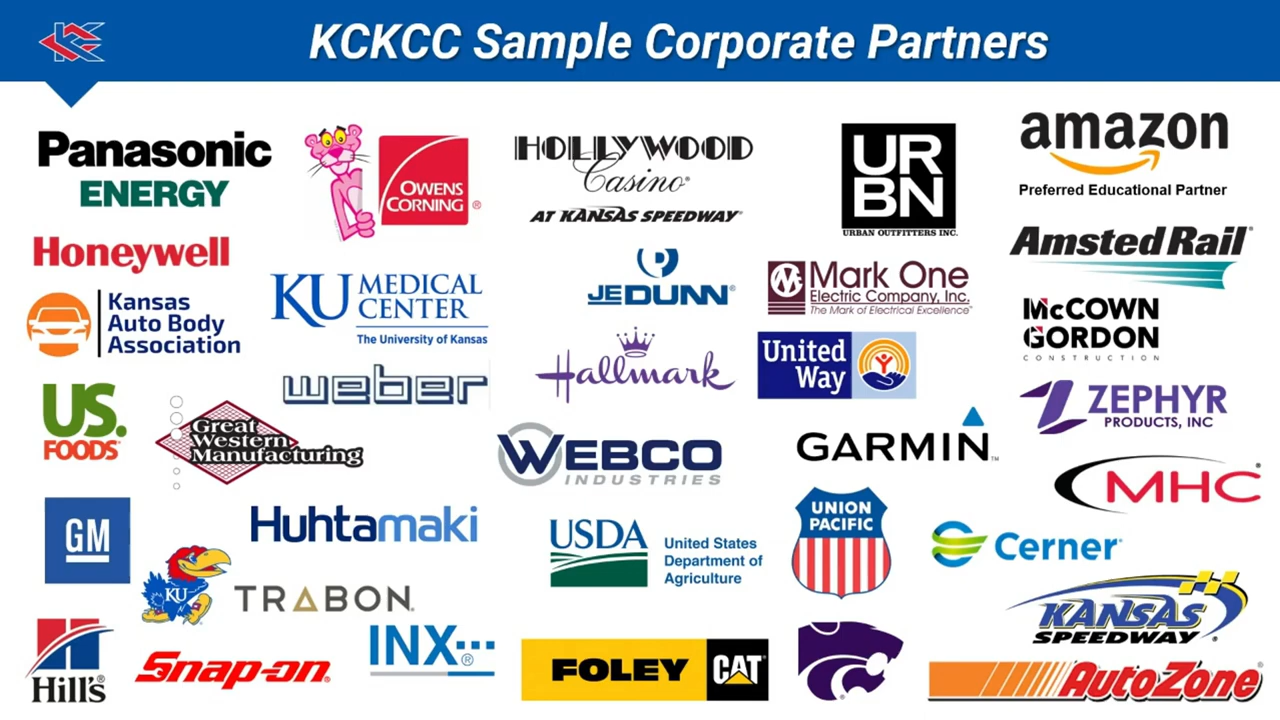 KCKCC Sample Corporate Partners
Panasonic
ENERGY
OWENS
CORNING®
HOLLYWOOD
Casino®
AT KANSAS SPEEDWAY®
UR
BN
URBAN OUTFITTERS INC.
amazon
Preferred Educational Partner
Honeywell
Kansas
Auto Body
Association
KU MEDICAL
CENTER
The University of Kansas
JE DUNN®
Mark One
Electric Company, Inc.
The Mark of Electrical Excellence™
Amsted Rail®
McCOWN
GORDON
CONSTRUCTION
weber
Hallmark
United
Way
US.
FOODS
Great
Western
Manufacturing
WEBCO
INDUSTRIES
GARMIN™
ZEPHYR
PRODUCTS, INC
MHC®
GM
Huhtamaki
USDA
United States
Department of
Agriculture
UNION
PACIFIC
Cerner®
KU
TRABON.
KANSAS
SPEEDWAY®
Hill's®
Snap-on®
INX®
FOLEY CAT
®
AutoZone®